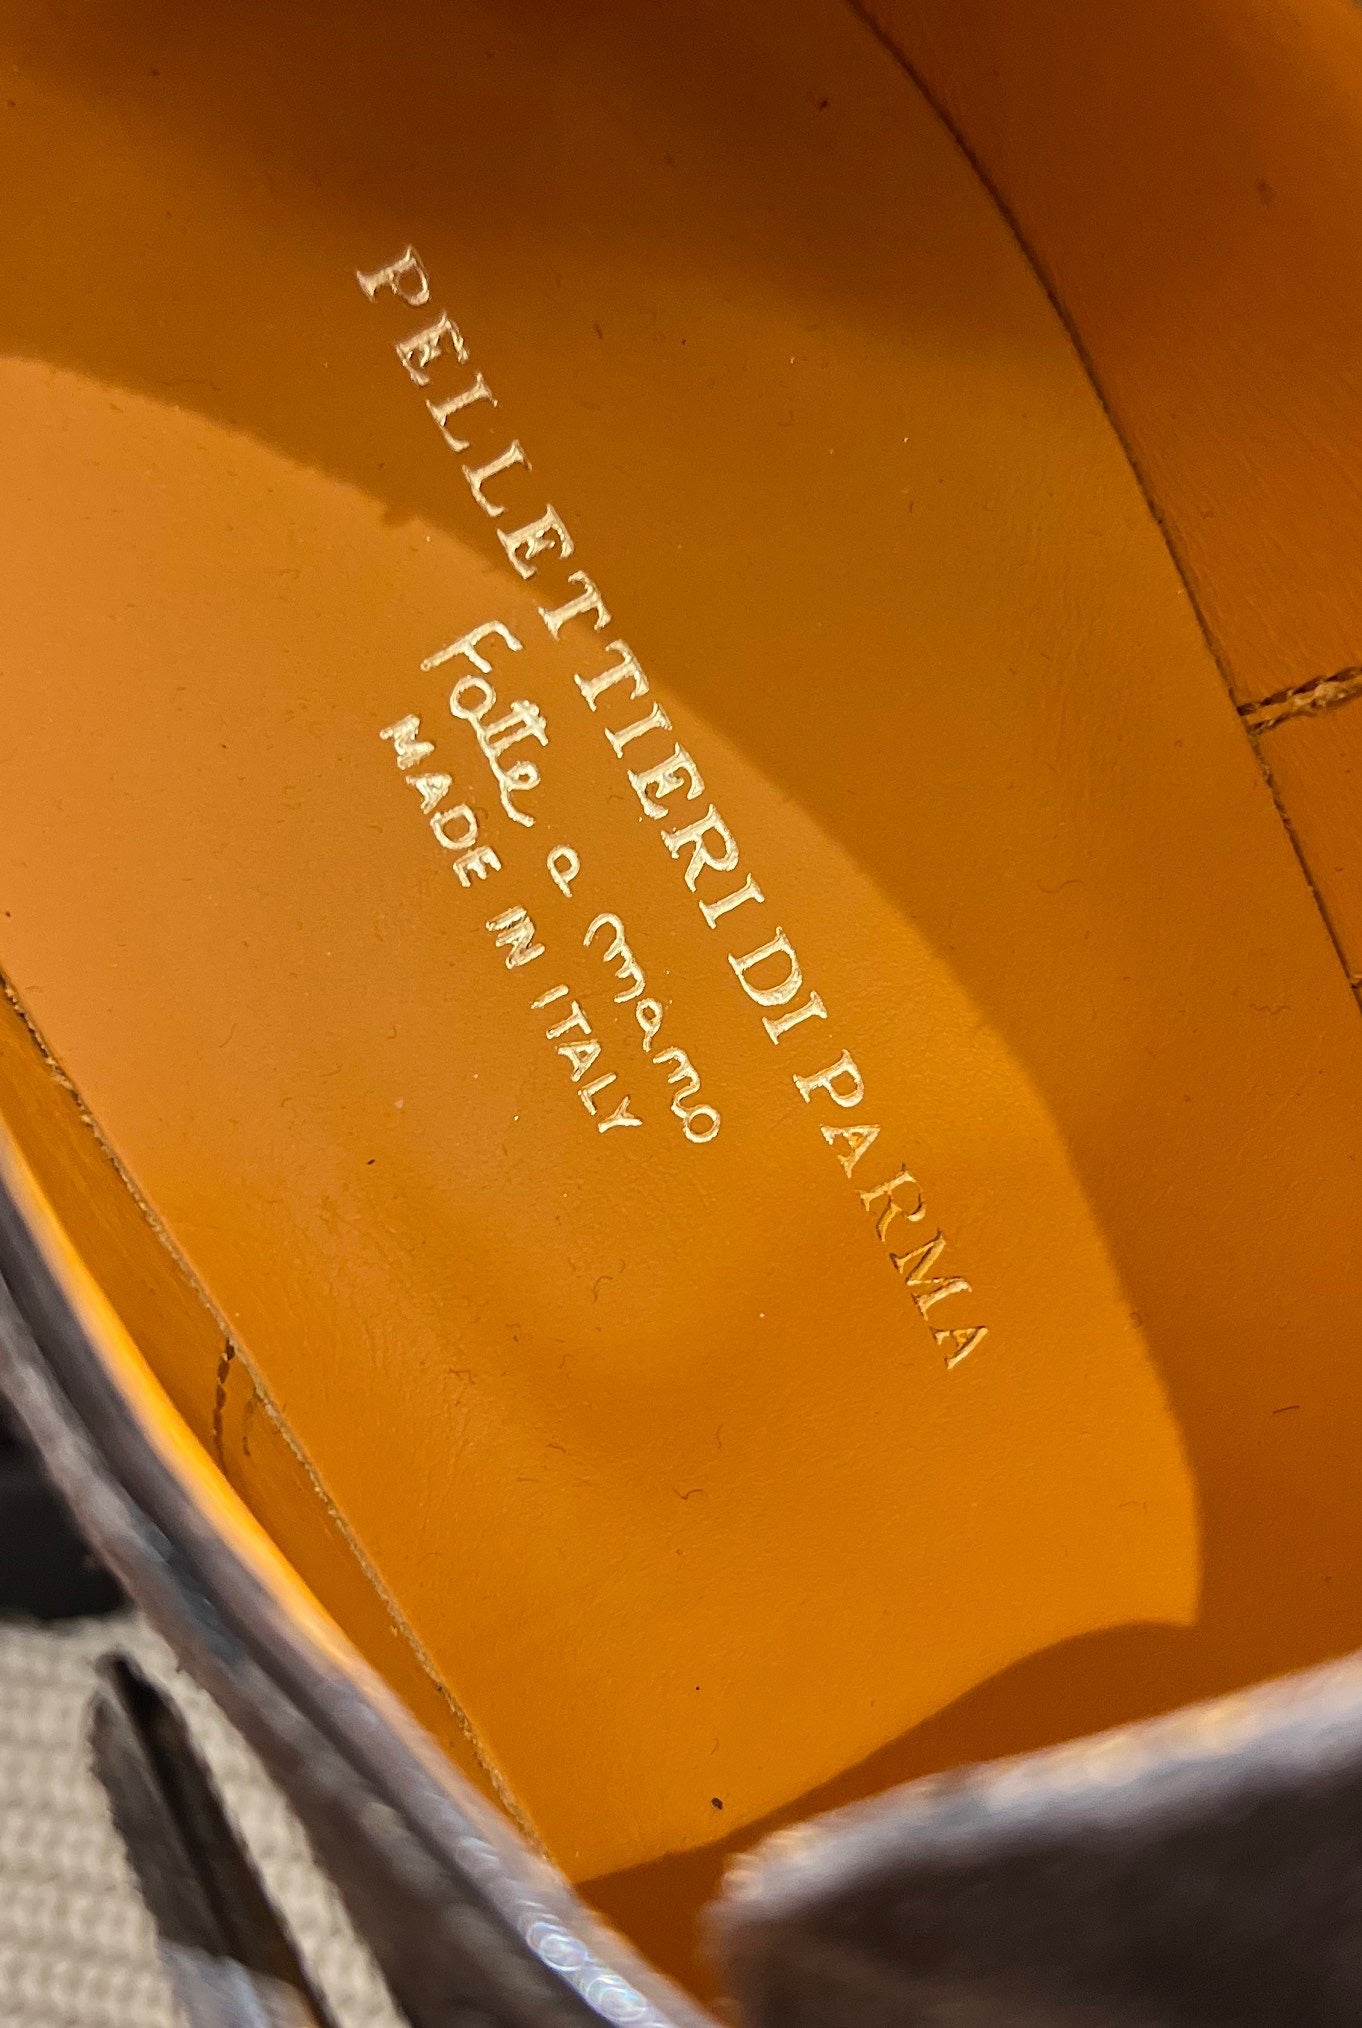 PELLETTIERI DI PARMA
Fatte a mano
MADE IN ITALY